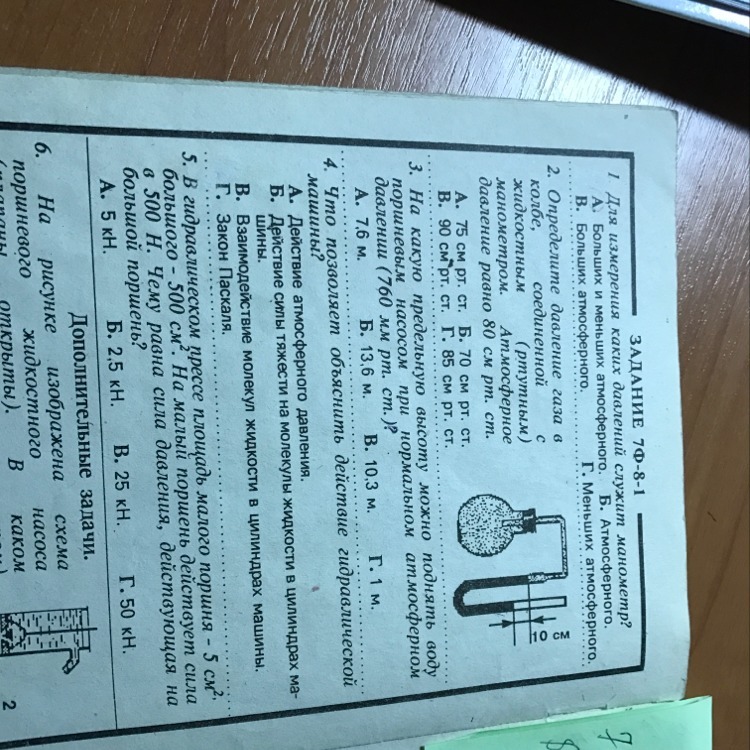 ЗАДАНИЕ 7Ф-8-1
1. Для измерения каких давлений служит манометр?
А. Больших и меньших атмосферного. Б. Атмосферного.
В. Больших атмосферного. Г. Меньших атмосферного.
2. Определите давление газа в
колбе, соединенной с
жидкостным (ртутным)
манометром. Атмосферное
давление равно 80 см рт. ст.
А. 75 см рт. ст. Б. 70 см рт. ст.
В. 90 см рт. ст. Г. 85 см рт. ст.
10 см
3. На какую предельную высоту можно поднять воду
поршневым насосом при нормальном атмосферном
давлении (760 мм рт. ст.)?
А. 7,6 м. Б. 13,6 м. В. 10,3 м. Г. 1 м.
4. Что позволяет объяснить действие гидравлической
машины?
А. Действие атмосферного давления.
Б. Действие силы тяжести на молекулы жидкости в цилиндрах ма-
шины.
В. Взаимодействие молекул жидкости в цилиндрах машины.
Г. Закон Паскаля.
5. В гидравлическом прессе площадь малого поршня - 5 см²,
большого - 500 см². На малый поршень действует сила
в 500 Н. Чему равна сила давления, действующая на
большой поршень?
А. 5 кН. Б. 2,5 кН. В. 25 кН. Г. 50 кН.
Дополнительные задачи.
6. На рисунке изображена схема
поршневого жидкостного насоса
открыты). В каком
2
7